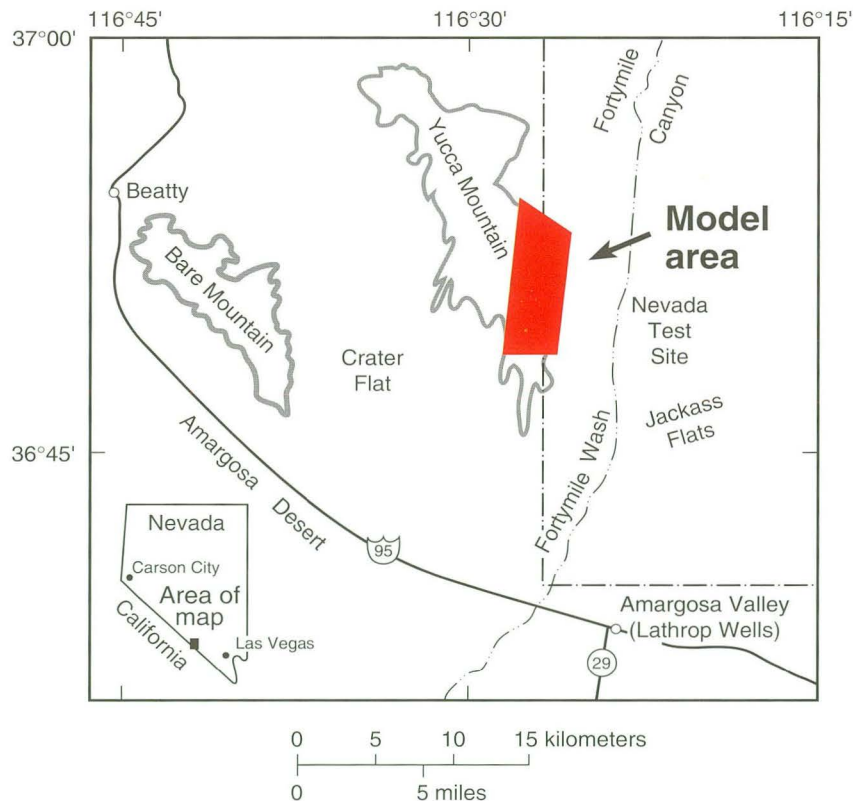 116°45'
116°30'
116°15'
37°00'
Fortymile
Canyon
Yucca Mountain
Beatty
Model
area
Bare Mountain
Nevada
Test
Site
Crater
Flat
Jackass
Flats
36°45'
Amargosa Desert
Fortymile Wash
95
Nevada
Carson City
Area of
map
California
Las Vegas
Amargosa Valley
(Lathrop Wells)
29
0 5 10 15 kilometers
0 5 miles